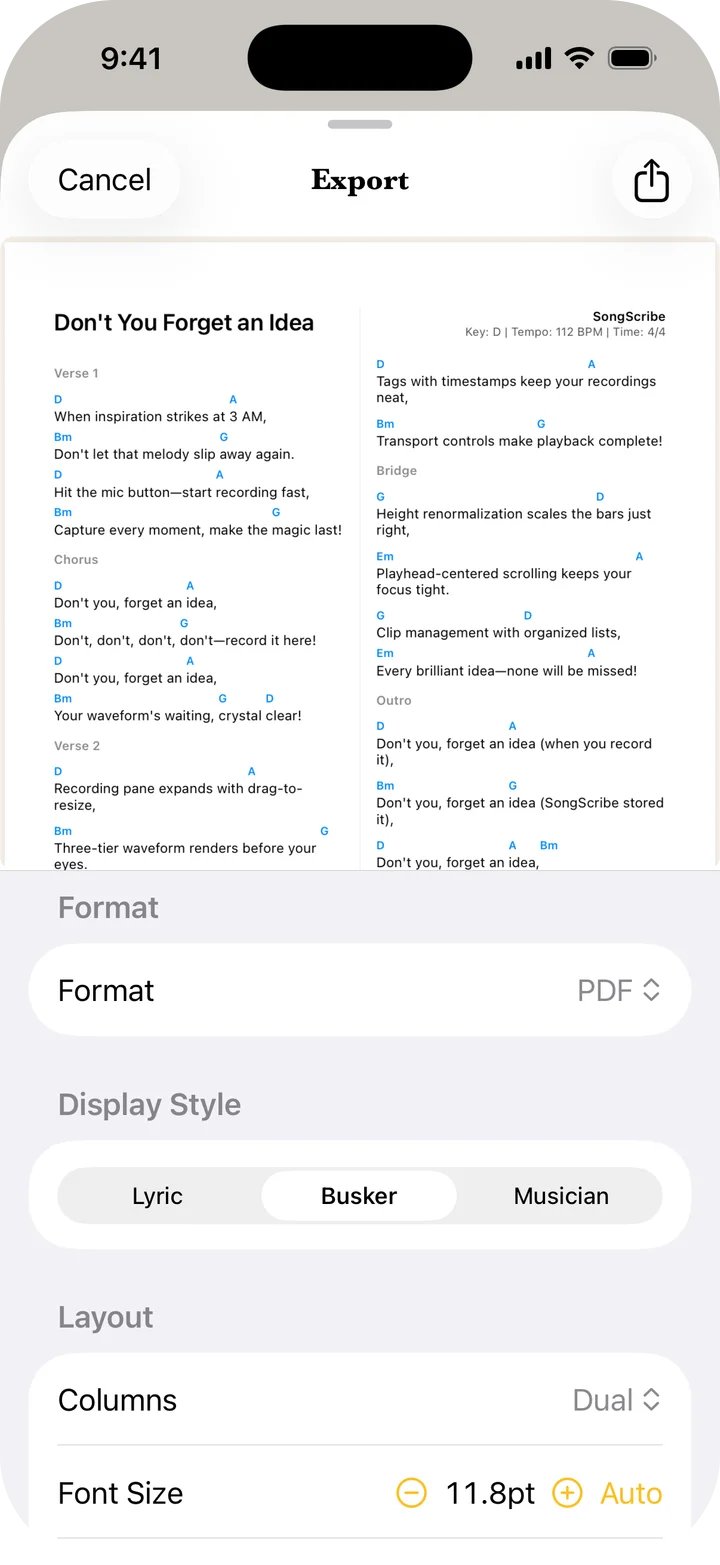 9:41
Cancel
Export
Don't You Forget an Idea
Verse 1
D A
When inspiration strikes at 3 AM,
Bm G
Don't let that melody slip away again.
D A
Hit the mic button—start recording fast,
Bm G
Capture every moment, make the magic last!
Chorus
D A
Don't you, forget an idea,
Bm G
Don't, don't, don't, don't—record it here!
D A
Don't you, forget an idea,
Bm G D
Your waveform's waiting, crystal clear!
Verse 2
D A
Recording pane expands with drag-to-
resize,
Bm G
Three-tier waveform renders before your
eyes.
SongScribe
Key: D | Tempo: 112 BPM | Time: 4/4
D A
Tags with timestamps keep your recordings
neat,
Bm G
Transport controls make playback complete!
Bridge
G D
Height renormalization scales the bars just
right,
Em A
Playhead-centered scrolling keeps your
focus tight.
G D
Clip management with organized lists,
Em A
Every brilliant idea—none will be missed!
Outro
D A
Don't you, forget an idea (when you record
it),
Bm G
Don't you, forget an idea (SongScribe stored
it),
D A Bm
Don't you, forget an idea,
Format
Format PDF
Display Style
Lyric Busker Musician
Layout
Columns Dual
Font Size 11.8pt Auto